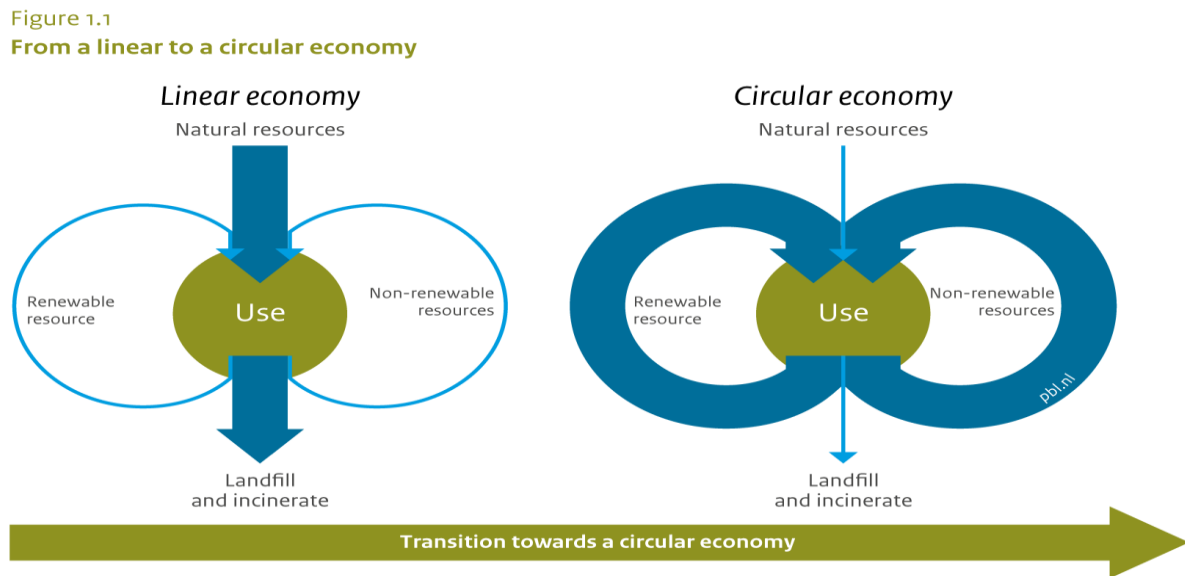 Figure 1.1
From a linear to a circular economy
Linear economy
Natural resources
Renewable
resource
Use
Non-renewable
resources
Landfill
and incinerate
Circular economy
Natural resources
Renewable
resource
Use
Non-renewable
resources
pbl.nl
Landfill
and incinerate
Transition towards a circular economy